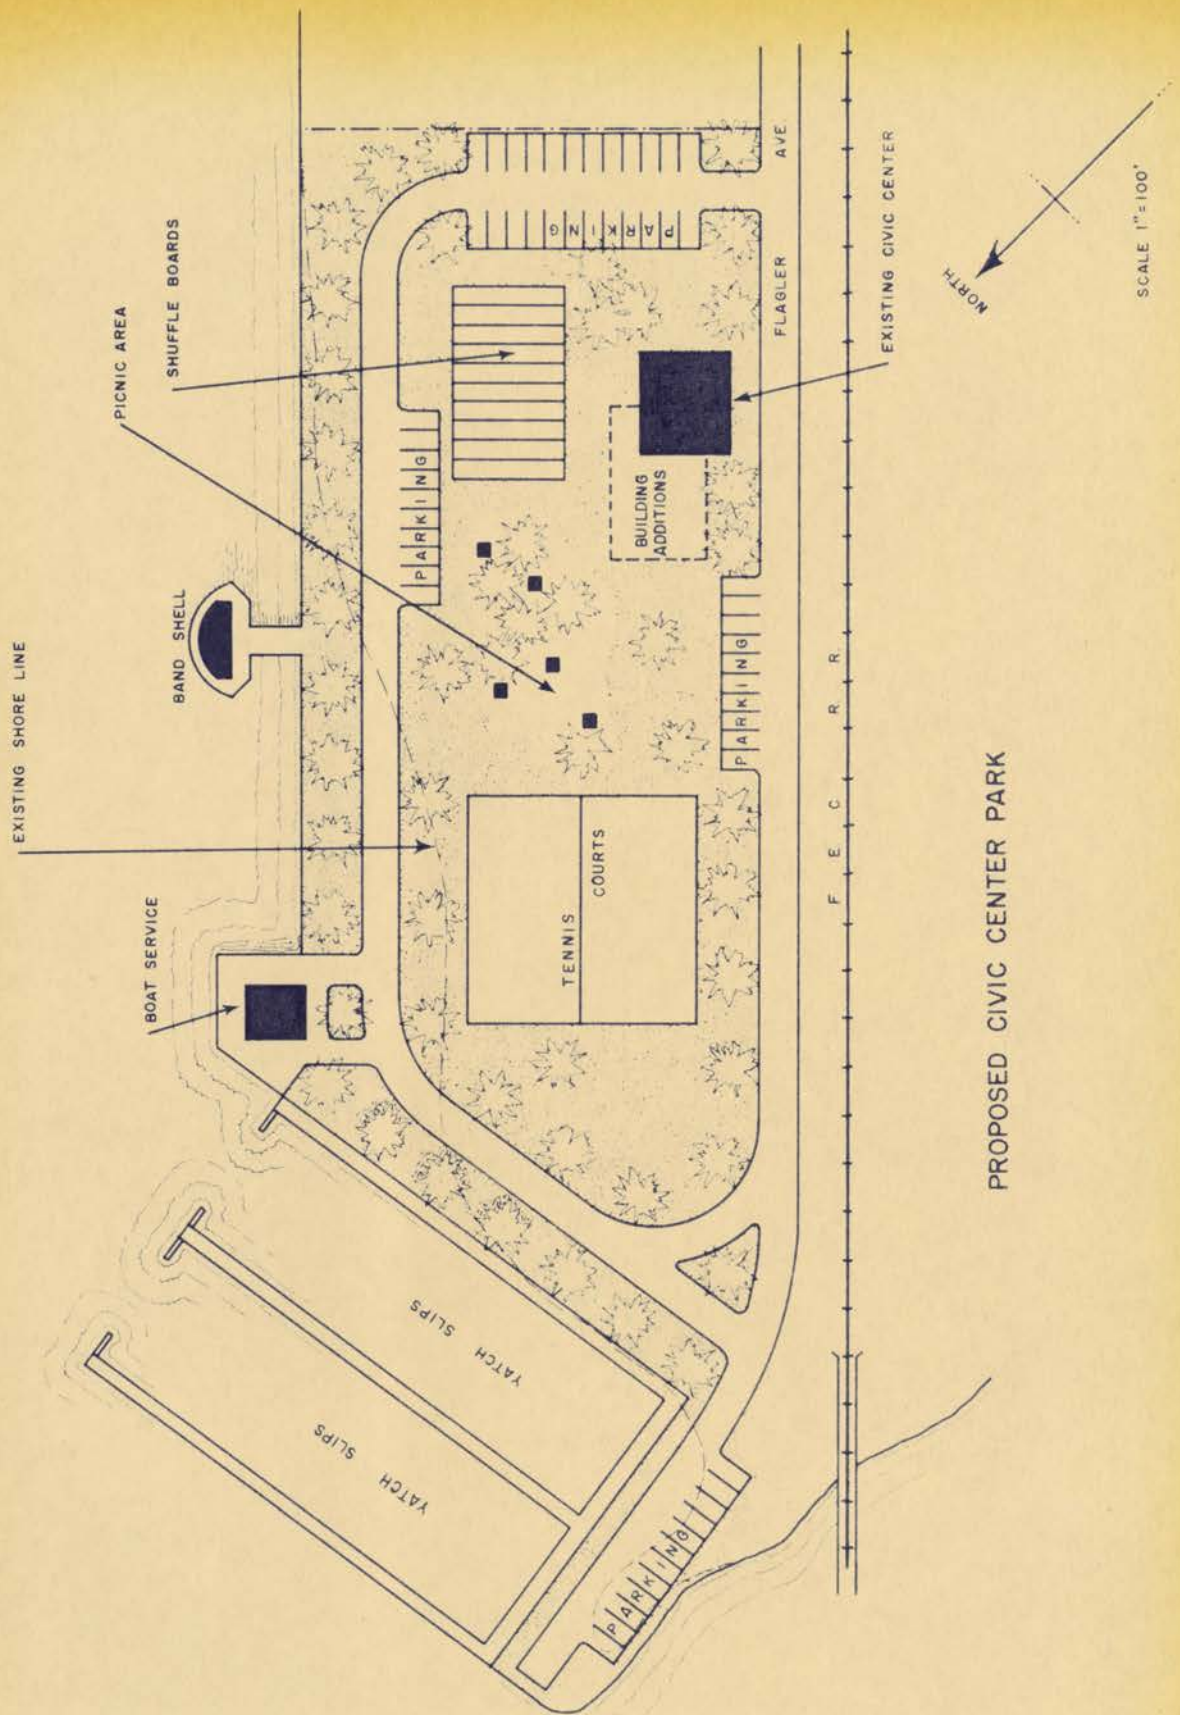 EXISTING SHORE LINE
BOAT SERVICE
BAND SHELL
PICNIC AREA
SHUFFLE BOARDS
YATCH SLIPS
YATCH SLIPS
PARKING
TENNIS
COURTS
PARKING
PARKING
PARKING
BUILDING
ADDITIONS
FLAGLER AVE.
F E C R R
EXISTING CIVIC CENTER
NORTH
SCALE 1"=100'
PROPOSED CIVIC CENTER PARK